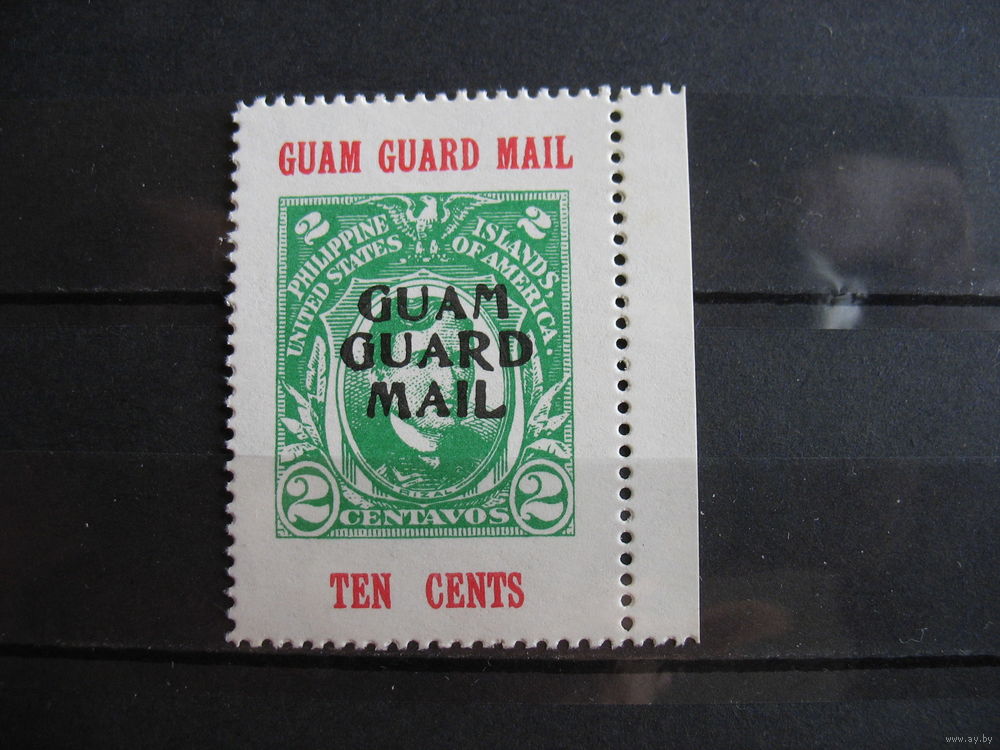 GUAM GUARD MAIL
2 2
PHILIPPINE ISLANDS
UNITED STATES OF AMERICA
GUAM
GUARD
MAIL
RIZAL
2 CENTAVOS 2
TEN CENTS
www.ay.by